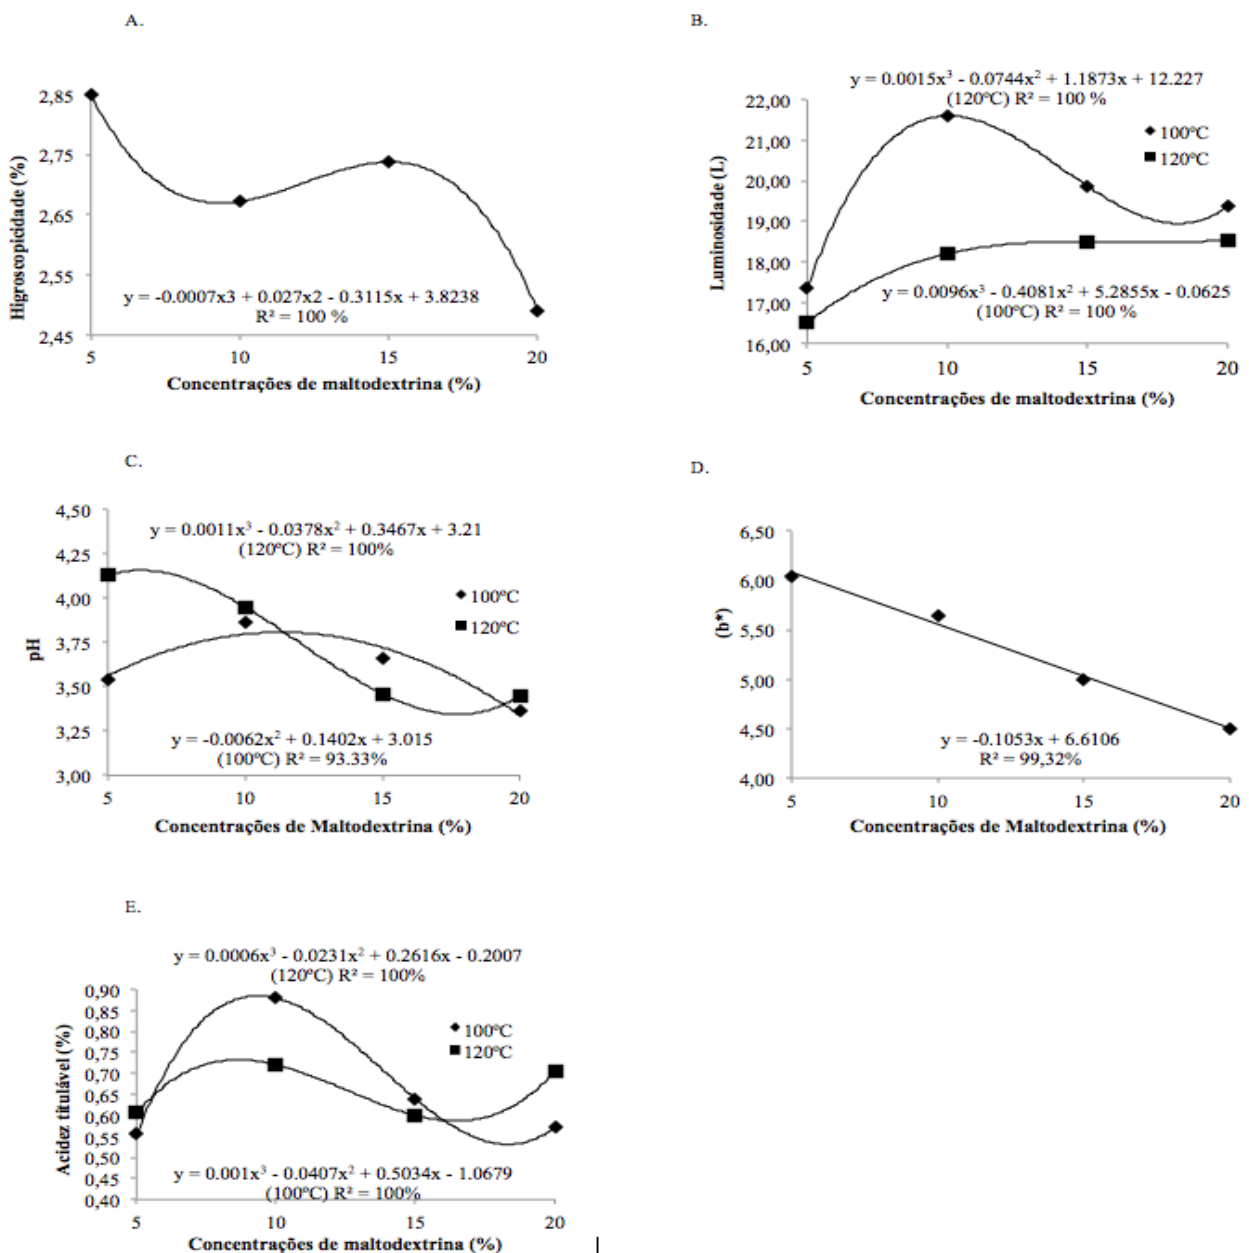 A.
Higroscopicidade (%)
2,85
2,75
2,65
2,55
2,45
y = -0.0007x3 + 0.027x2 - 0.3115x + 3.8238
R² = 100 %
5 10 15 20
Concentrações de maltodextrina (%)
B.
y = 0.0015x³ - 0.0744x² + 1.1873x + 12.227
(120ºC) R² = 100 %
Luminosidade (L)
22,00
21,00
20,00
19,00
18,00
17,00
16,00
100ºC
120ºC
y = 0.0096x³ - 0.4081x² + 5.2855x - 0.0625
(100ºC) R² = 100 %
5 10 15 20
Concentrações de maltodextrina (%)
C.
y = 0.0011x³ - 0.0378x² + 0.3467x + 3.21
(120ºC) R² = 100%
pH
4,50
4,25
4,00
3,75
3,50
3,25
3,00
100ºC
120ºC
y = -0.0062x² + 0.1402x + 3.015
(100ºC) R² = 93.33%
5 10 15 20
Concentrações de Maltodextrina (%)
D.
(b*)
6,50
6,00
5,50
5,00
4,50
4,00
y = -0.1053x + 6.6106
R² = 99,32%
5 10 15 20
Concentrações de Maltodextrina (%)
E.
y = 0.0006x³ - 0.0231x² + 0.2616x - 0.2007
(120ºC) R² = 100%
Acidez titulável (%)
0,90
0,85
0,80
0,75
0,70
0,65
0,60
0,55
0,50
0,45
0,40
100ºC
120ºC
y = 0.001x³ - 0.0407x² + 0.5034x - 1.0679
(100ºC) R² = 100%
5 10 15 20
Concentrações de maltodextrina (%)